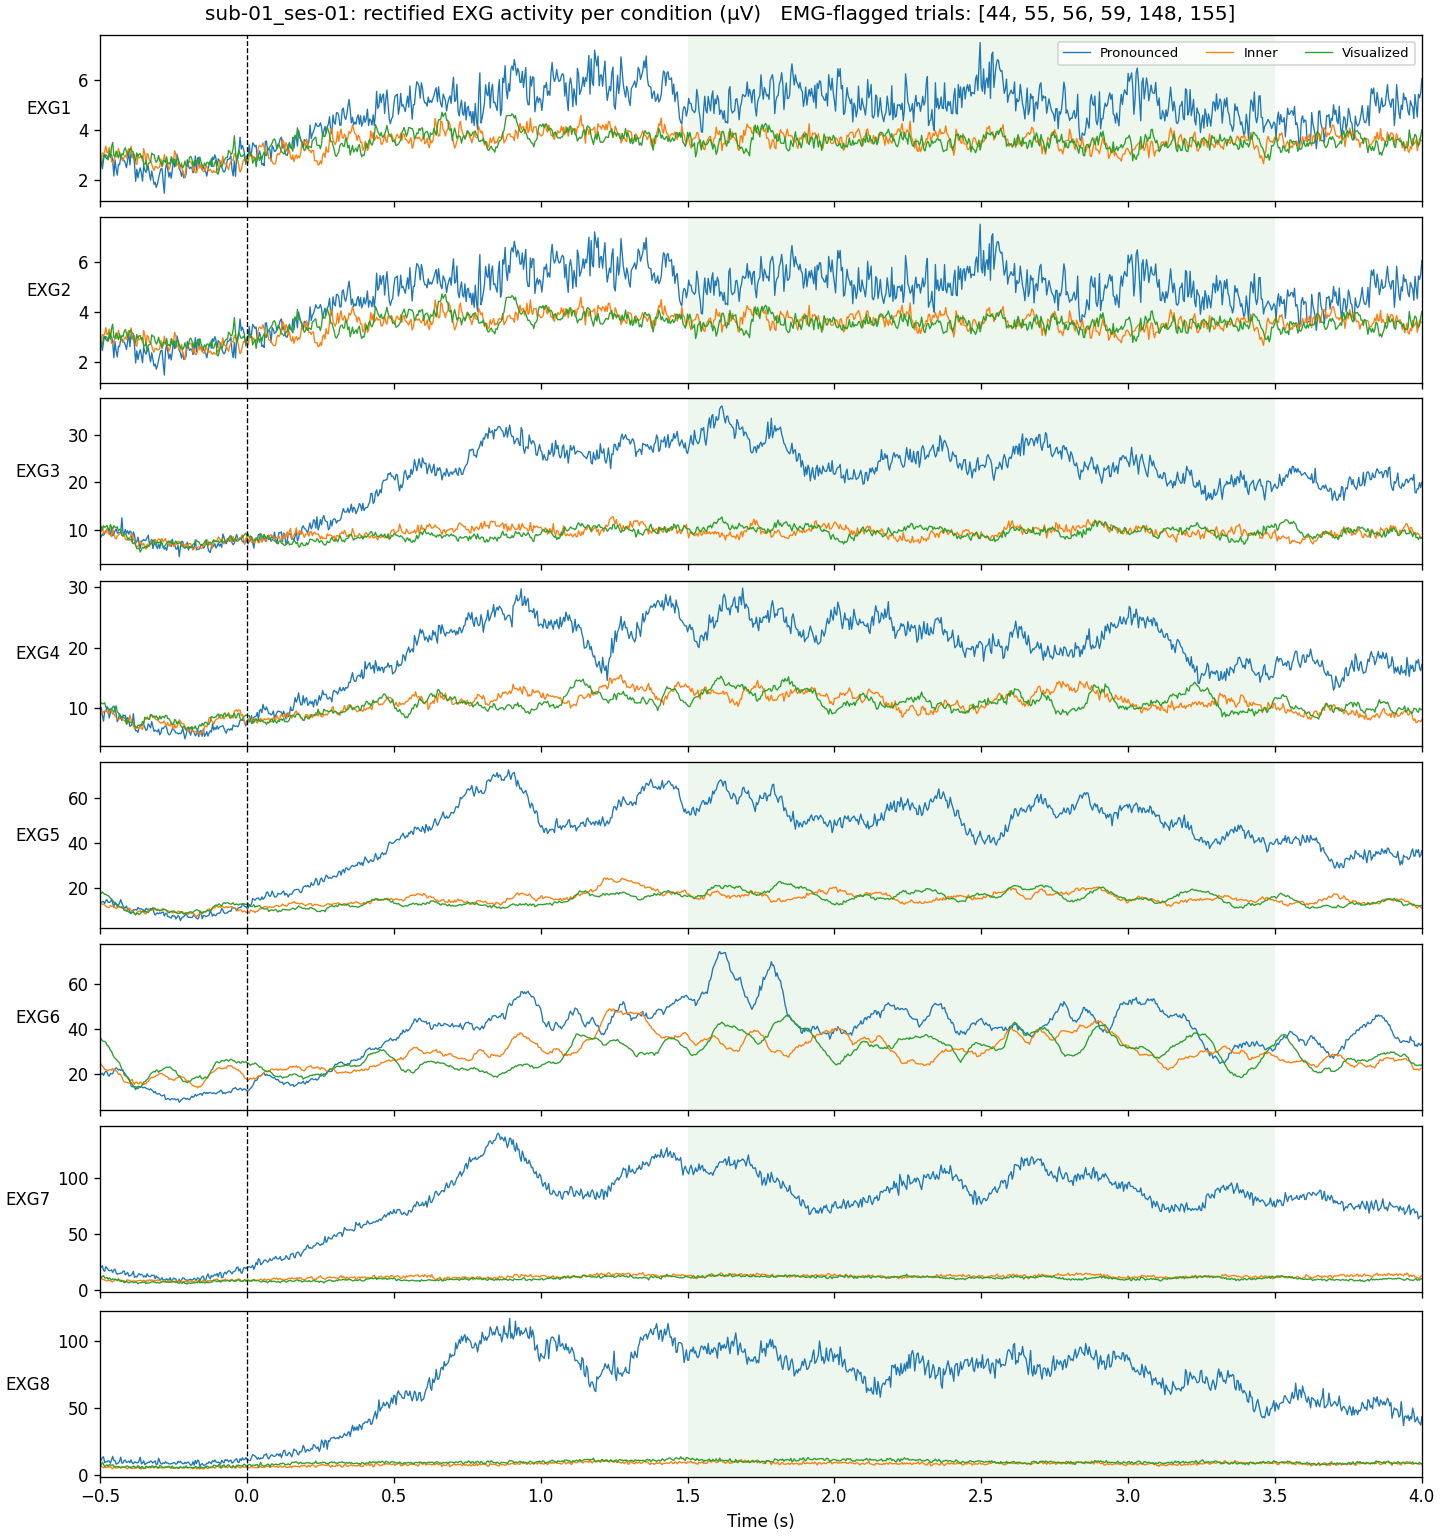 sub-01_ses-01: rectified EXG activity per condition (µV)   EMG-flagged trials: [44, 55, 56, 59, 148, 155]
Pronounced Inner Visualized
EXG1
6
4
2
EXG2
6
4
2
EXG3
30
20
10
EXG4
30
20
10
EXG5
60
40
20
EXG6
60
40
20
EXG7
100
50
0
EXG8
100
50
0
−0.5 0.0 0.5 1.0 1.5 2.0 2.5 3.0 3.5 4.0
Time (s)